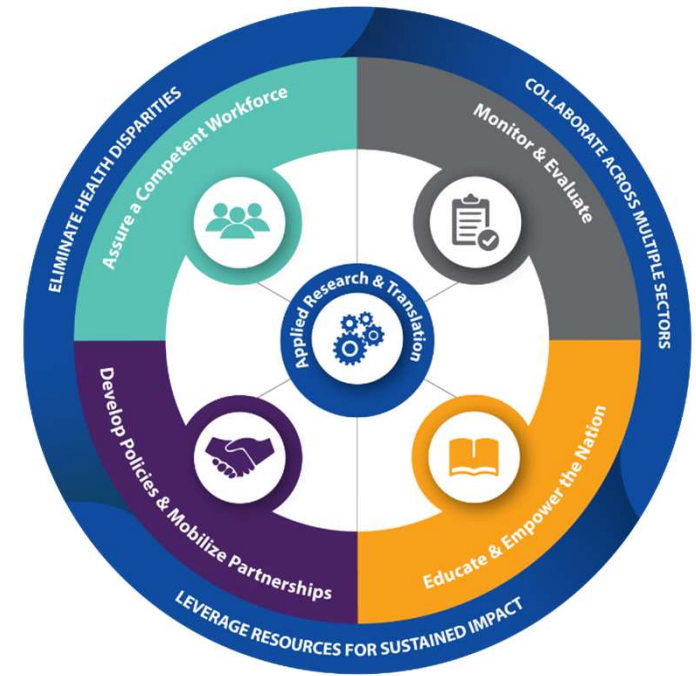 ELIMINATE HEALTH DISPARITIES
COLLABORATE ACROSS MULTIPLE SECTORS
LEVERAGE RESOURCES FOR SUSTAINED IMPACT
Assure a Competent Workforce
Monitor & Evaluate
Applied Research & Translation
Develop Policies & Mobilize Partnerships
Educate & Empower the Nation